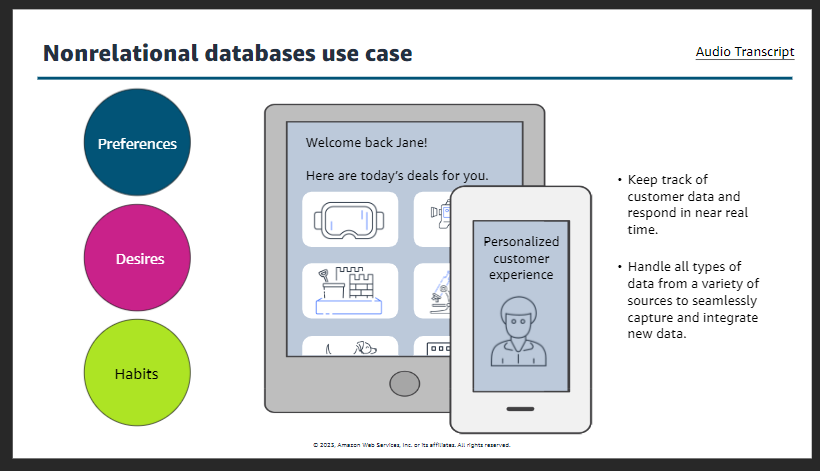 Nonrelational databases use case
Audio Transcript
Preferences
Desires
Habits
Welcome back Jane!
Here are today's deals for you.
Personalized
customer
experience
• Keep track of
customer data and
respond in near real
time.
• Handle all types of
data from a variety of
sources to seamlessly
capture and integrate
new data.
© 2023, Amazon Web Services, Inc. or its affiliates. All rights reserved.